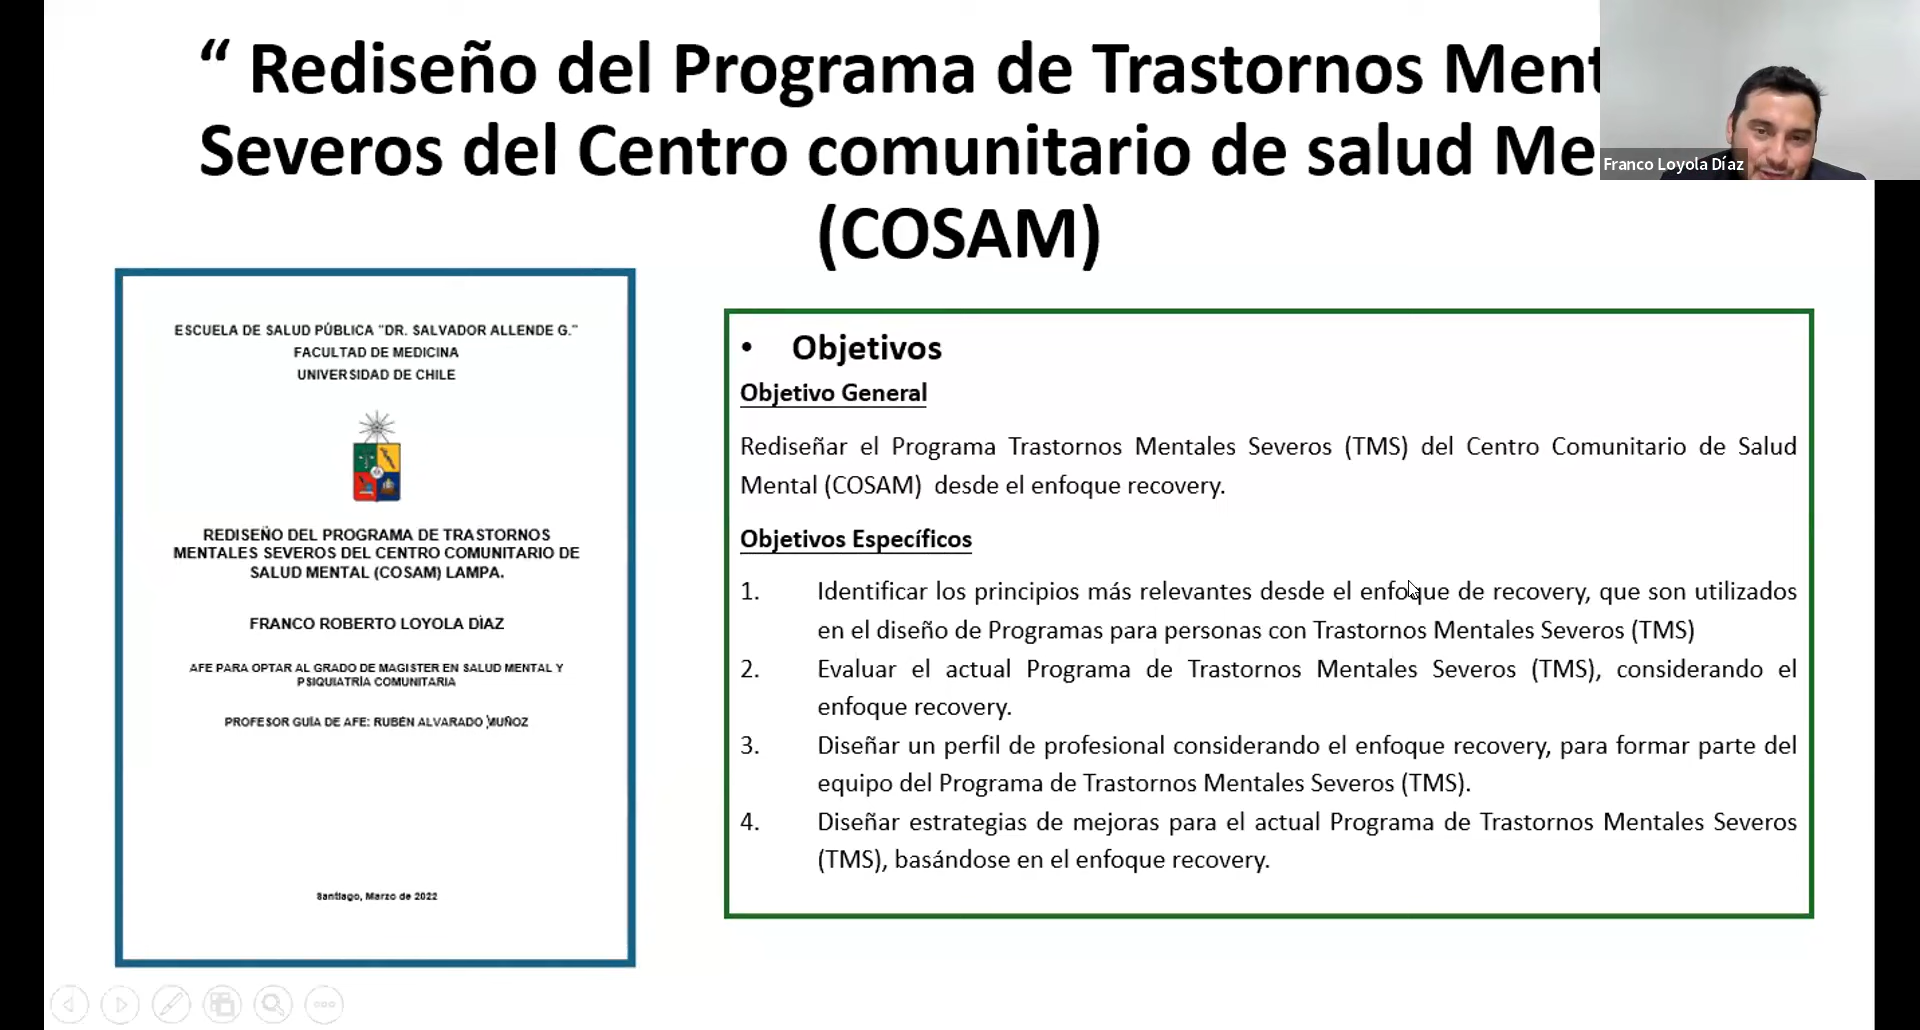 “ Rediseño del Programa de Trastornos Ment
Severos del Centro comunitario de salud Me
(COSAM)
Franco Loyola Díaz
ESCUELA DE SALUD PÚBLICA "DR. SALVADOR ALLENDE G."
FACULTAD DE MEDICINA
UNIVERSIDAD DE CHILE
REDISEÑO DEL PROGRAMA DE TRASTORNOS
MENTALES SEVEROS DEL CENTRO COMUNITARIO DE
SALUD MENTAL (COSAM) LAMPA.
FRANCO ROBERTO LOYOLA DÌAZ
AFE PARA OPTAR AL GRADO DE MAGISTER EN SALUD MENTAL Y
PSIQUIATRÍA COMUNITARIA
PROFESOR GUÍA DE AFE: RUBÉN ALVARADO MUÑOZ
Santiago, Marzo de 2022
• Objetivos
Objetivo General
Rediseñar el Programa Trastornos Mentales Severos (TMS) del Centro Comunitario de Salud
Mental (COSAM) desde el enfoque recovery.
Objetivos Específicos
1. Identificar los principios más relevantes desde el enfoque de recovery, que son utilizados
en el diseño de Programas para personas con Trastornos Mentales Severos (TMS)
2. Evaluar el actual Programa de Trastornos Mentales Severos (TMS), considerando el
enfoque recovery.
3. Diseñar un perfil de profesional considerando el enfoque recovery, para formar parte del
equipo del Programa de Trastornos Mentales Severos (TMS).
4. Diseñar estrategias de mejoras para el actual Programa de Trastornos Mentales Severos
(TMS), basándose en el enfoque recovery.